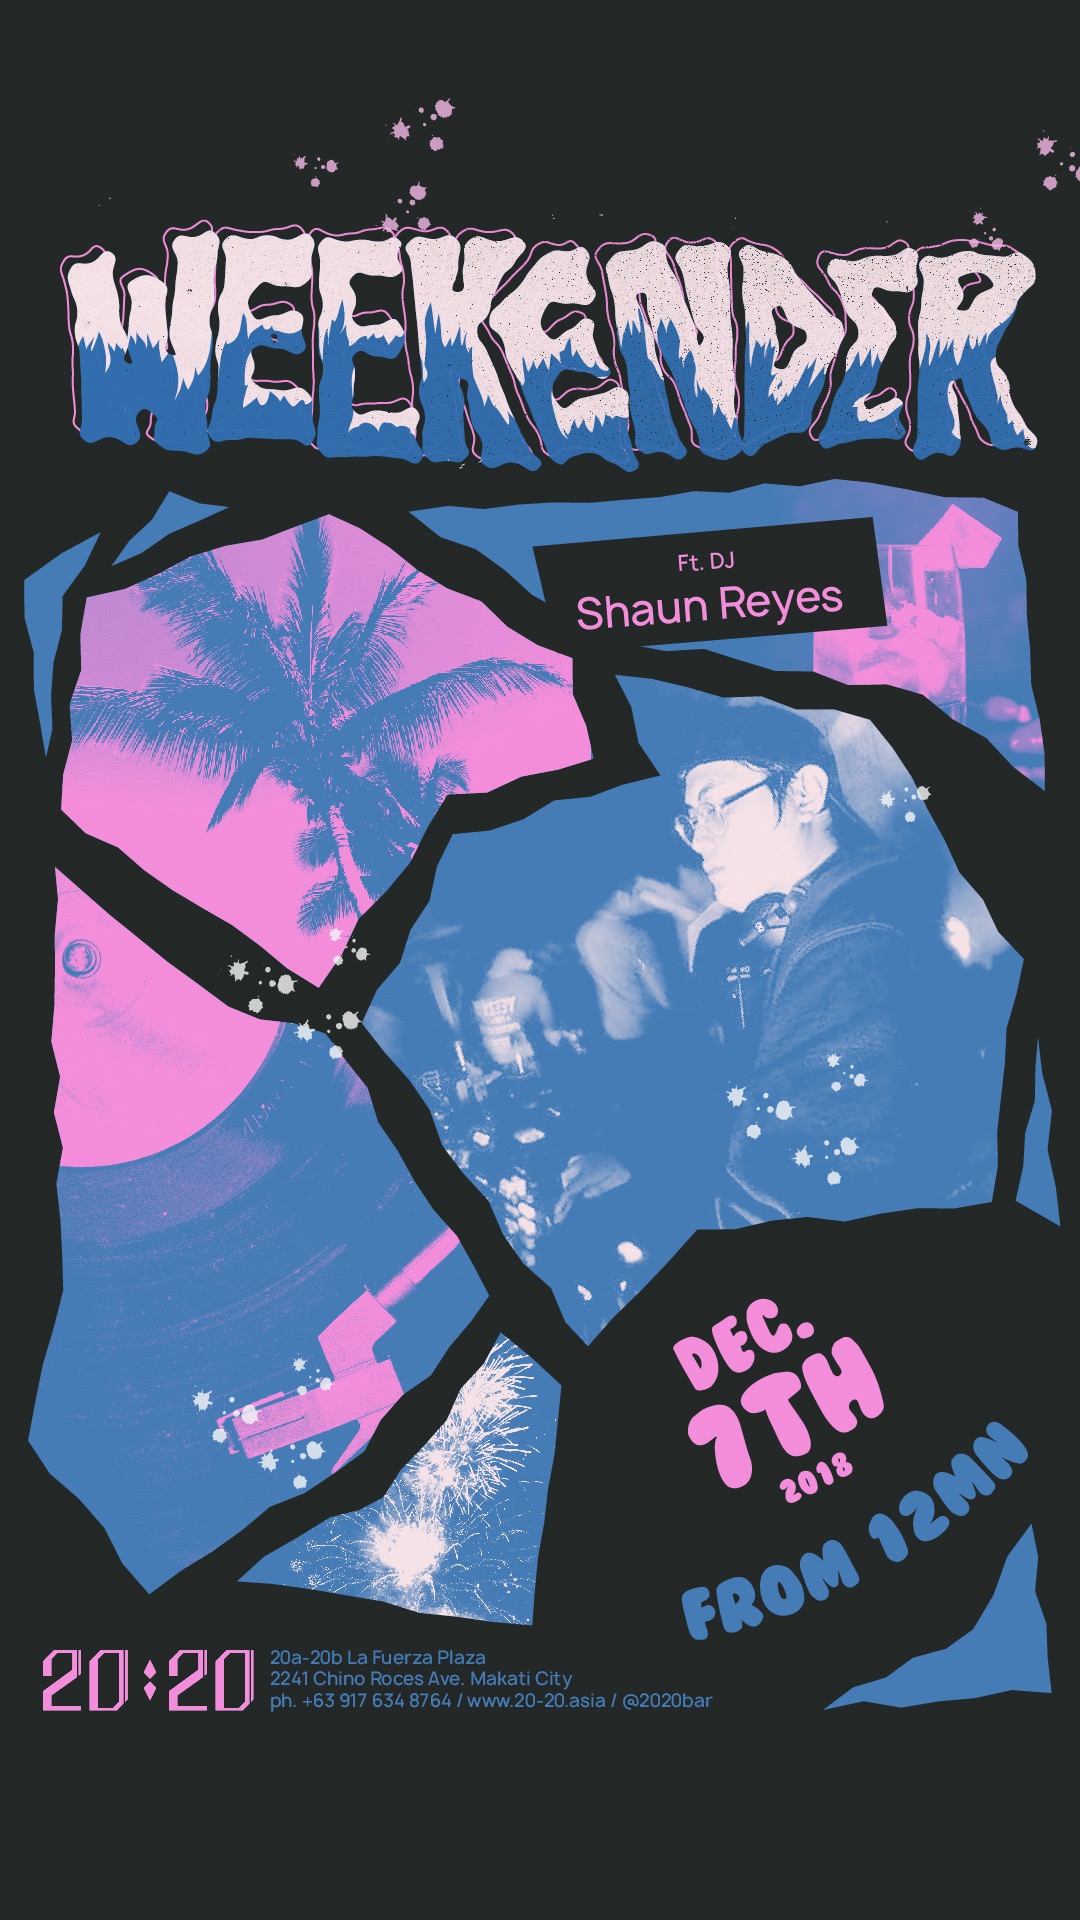 WEEKENDER
Ft. DJ
Shaun Reyes
DEC.
7TH
2018
FROM 12MN
20:20
20a-20b La Fuerza Plaza
2241 Chino Roces Ave. Makati City
ph. +63 917 634 8764 / www.20-20.asia / @2020bar